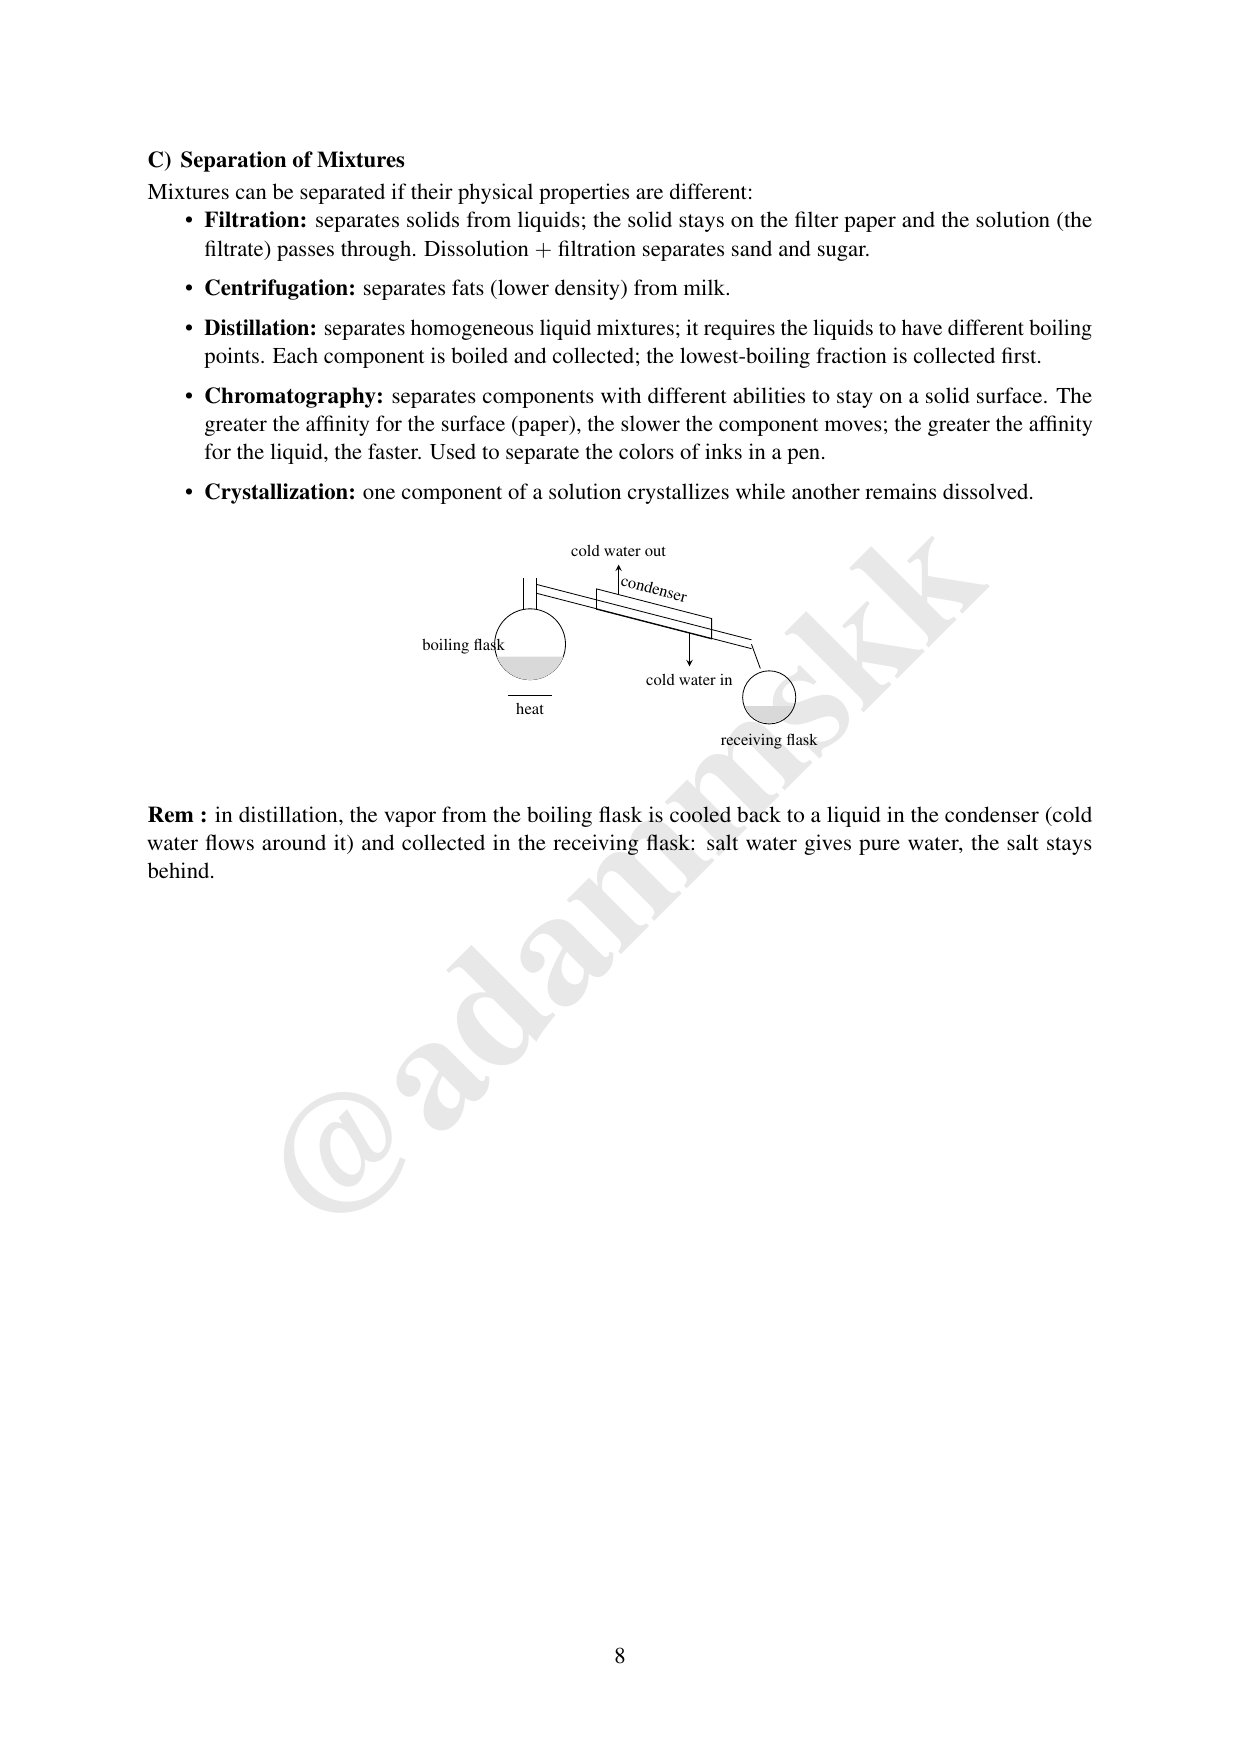 C) Separation of Mixtures
Mixtures can be separated if their physical properties are different:
• Filtration: separates solids from liquids; the solid stays on the filter paper and the solution (the
filtrate) passes through. Dissolution + filtration separates sand and sugar.
• Centrifugation: separates fats (lower density) from milk.
• Distillation: separates homogeneous liquid mixtures; it requires the liquids to have different boiling
points. Each component is boiled and collected; the lowest-boiling fraction is collected first.
• Chromatography: separates components with different abilities to stay on a solid surface. The
greater the affinity for the surface (paper), the slower the component moves; the greater the affinity
for the liquid, the faster. Used to separate the colors of inks in a pen.
• Crystallization: one component of a solution crystallizes while another remains dissolved.
cold water out
condenser
boiling flask
cold water in
heat
receiving flask
Rem : in distillation, the vapor from the boiling flask is cooled back to a liquid in the condenser (cold
water flows around it) and collected in the receiving flask: salt water gives pure water, the salt stays
behind.
@adammskk
8